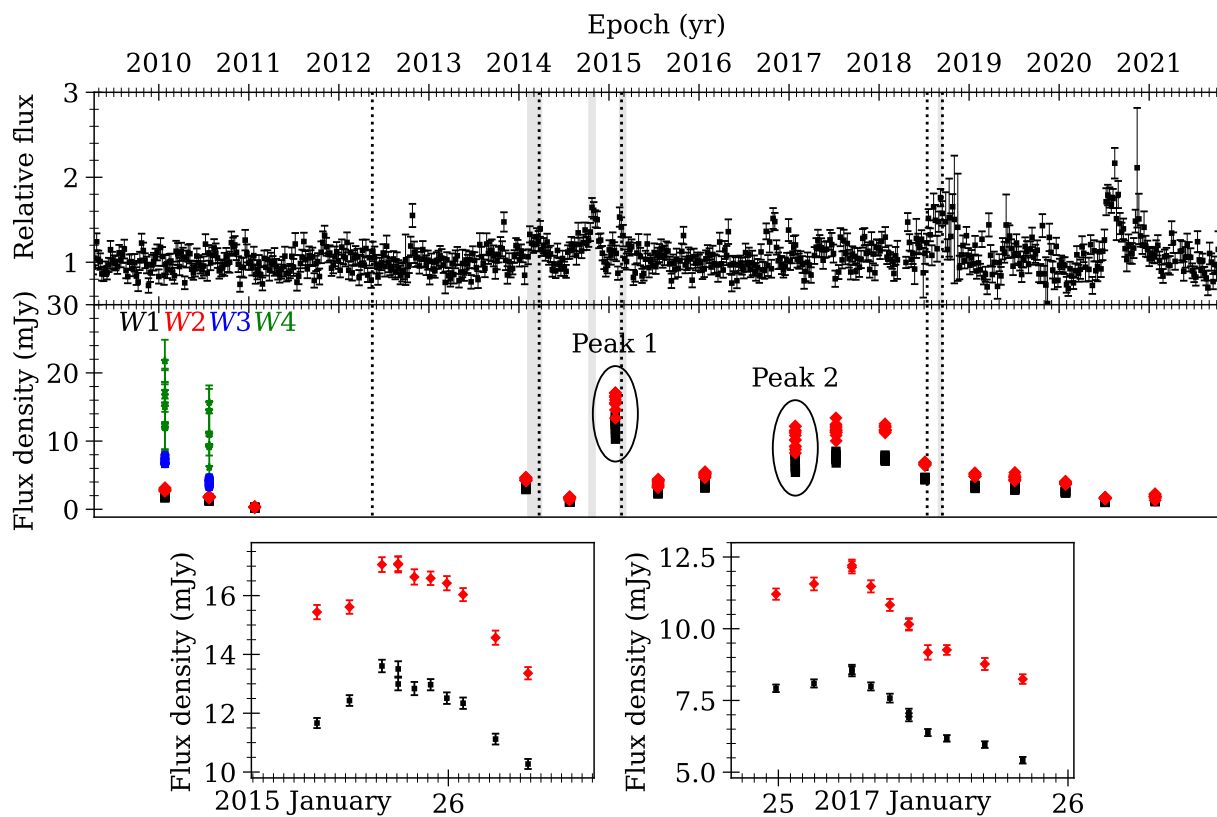 Epoch (yr)
2010 2011 2012 2013 2014 2015 2016 2017 2018 2019 2020 2021
Relative flux
3
2
1
Flux density (mJy)
30
20
10
0
W1 W2 W3 W4
Peak 1
Peak 2
Flux density (mJy)
16
14
12
10
2015 January 26
Flux density (mJy)
12.5
10.0
7.5
5.0
25 2017 January 26